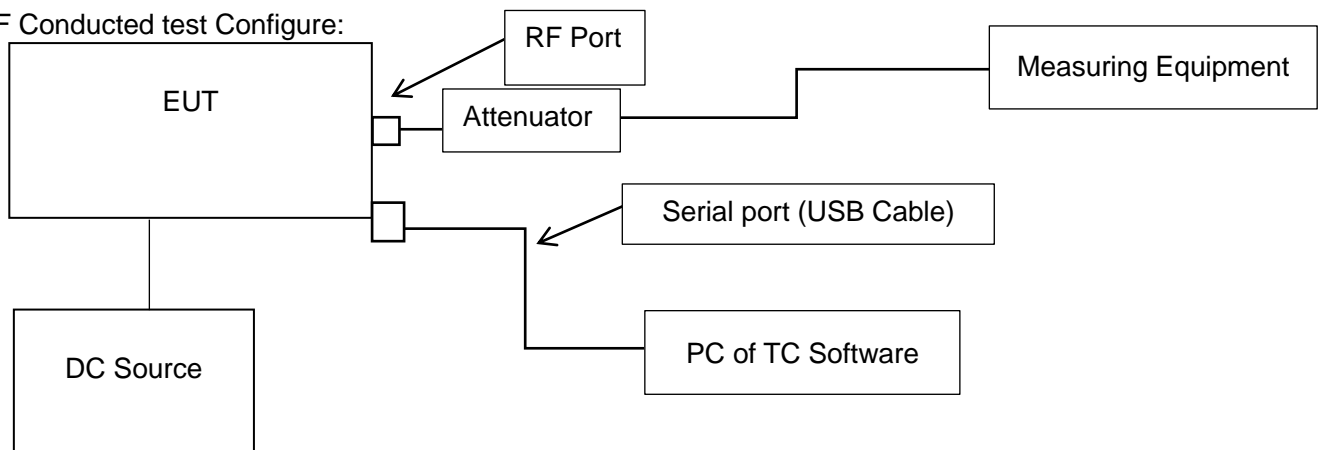 F Conducted test Configure:
RF Port
Measuring Equipment
EUT
Attenuator
Serial port (USB Cable)
PC of TC Software
DC Source